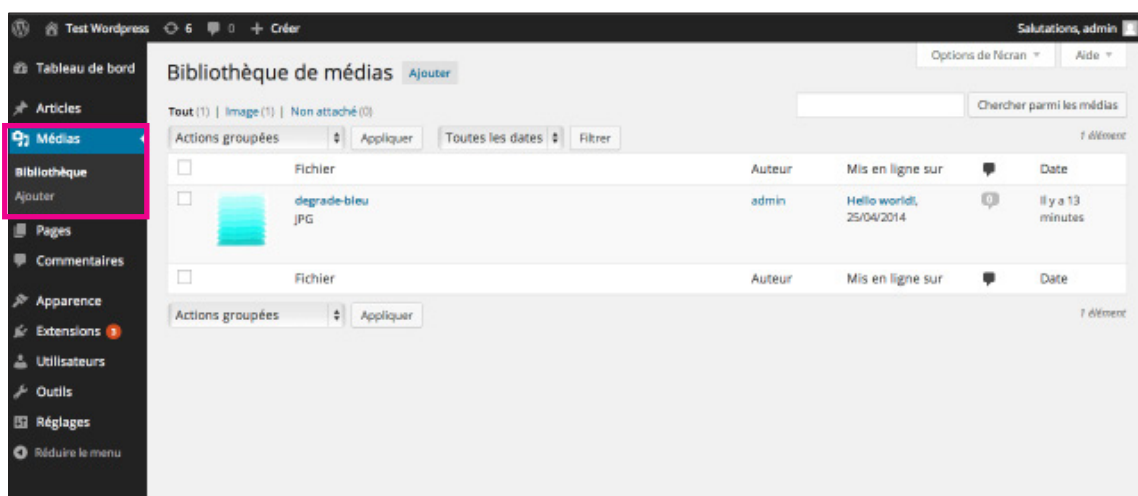 Test Wordpress 6 0 + Créer Salutations, admin
Tableau de bord
Articles
Médias
Bibliothèque
Ajouter
Pages
Commentaires
Apparence
Extensions 3
Utilisateurs
Outils
Réglages
Réduire le menu
Options de l'écran Aide
Bibliothèque de médias Ajouter
Tout (1) | Image (1) | Non attaché (0) Chercher parmi les médias
Actions groupées Appliquer Toutes les dates Filtrer 1 élément
Fichier Auteur Mis en ligne sur Date
degrade-bleu admin Hello world!, 0 Il y a 13
JPG 25/04/2014 minutes
Fichier Auteur Mis en ligne sur Date
Actions groupées Appliquer 1 élément